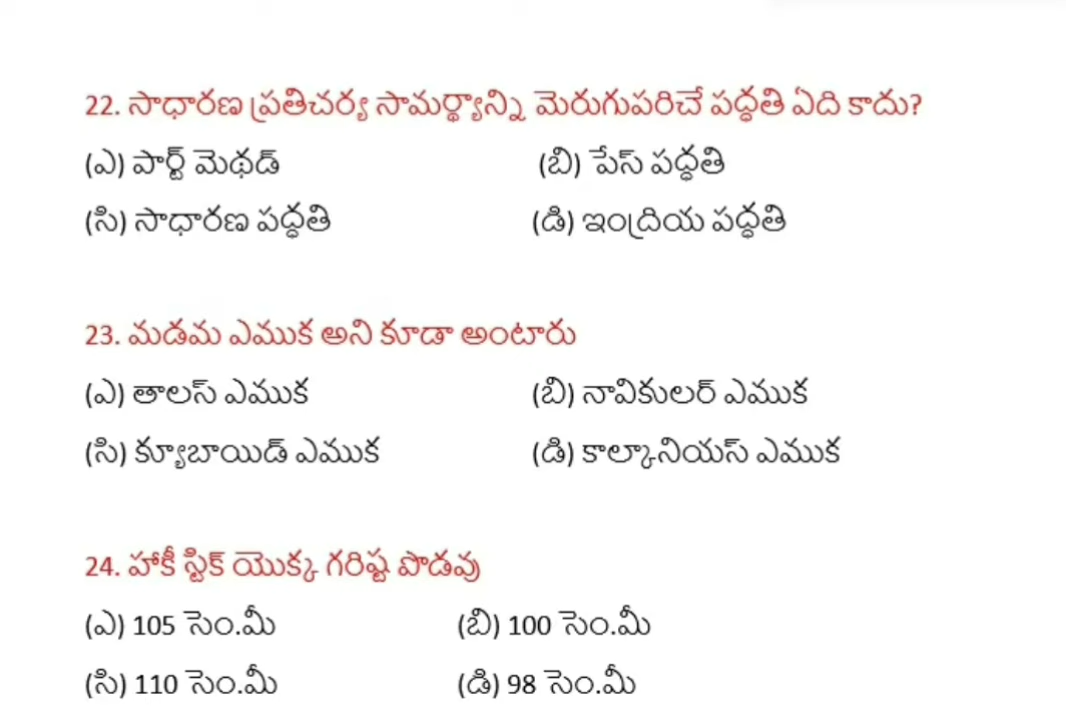 22. సాధారణ ప్రతిచర్య సామర్థ్యాన్ని మెరుగుపరిచే పద్ధతి ఏది కాదు?
(ఎ) పార్ట్ మెథడ్ (బి) పేస్ పద్ధతి
(సి) సాధారణ పద్ధతి (డి) ఇంద్రియ పద్ధతి
23. మడమ ఎముక అని కూడా అంటారు
(ఎ) తాలస్ ఎముక (బి) నావికులర్ ఎముక
(సి) క్యూబాయిడ్ ఎముక (డి) కాల్కానియస్ ఎముక
24. హాకీ స్టిక్ యొక్క గరిష్ట పొడవు
(ఎ) 105 సెం.మీ (బి) 100 సెం.మీ
(సి) 110 సెం.మీ (డి) 98 సెం.మీ